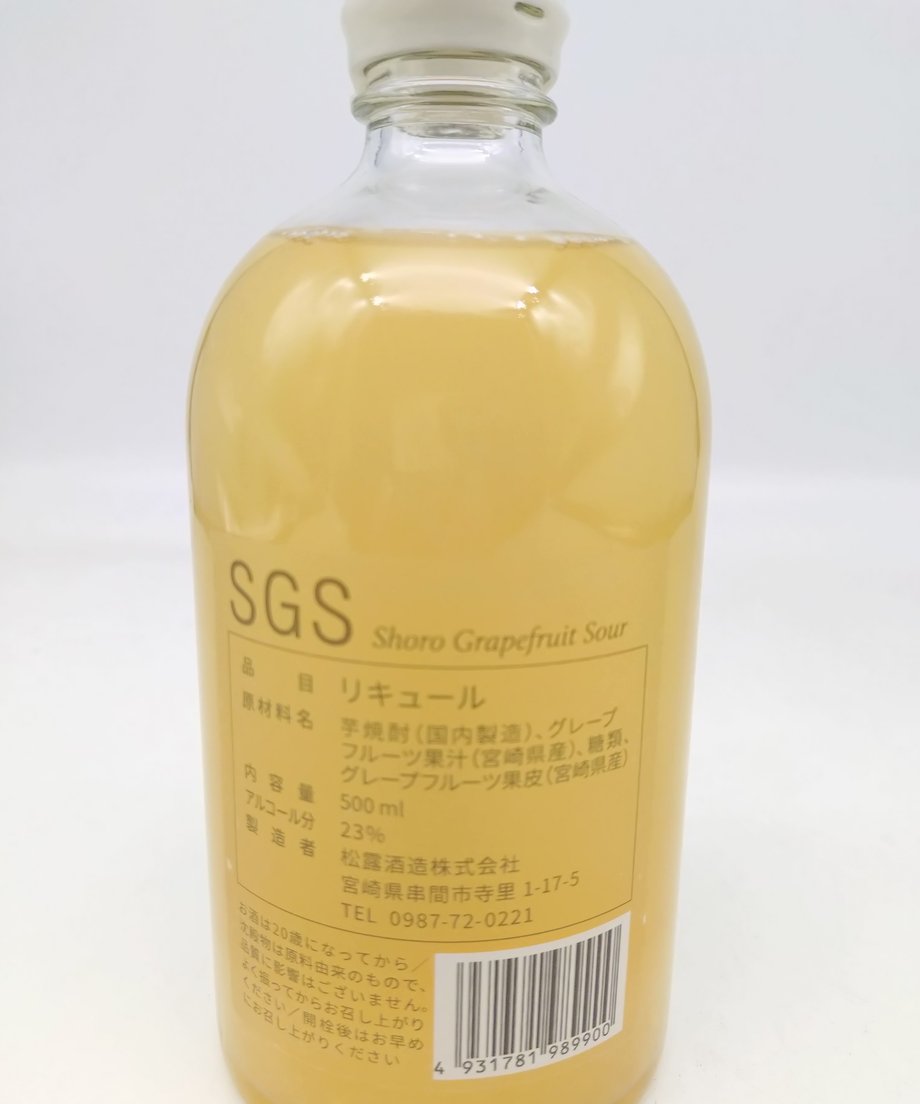 SGS Shoro Grapefruit Sour
品目 リキュール
原材料名 芋焼酎(国内製造)、グレープ
フルーツ果汁(宮崎県産)、糖類、
グレープフルーツ果皮(宮崎県産)
内容量 500 ml
アルコール分 23%
製造者 松露酒造株式会社
宮崎県串間市寺里 1-17-5
TEL 0987-72-0221
お酒は20歳になってから/
沈殿物は原料由来のもので、
品質に影響はございません。
よく振ってからお召し上がり
ください/開栓後はお早め
にお召し上がりください
4 931781 989900